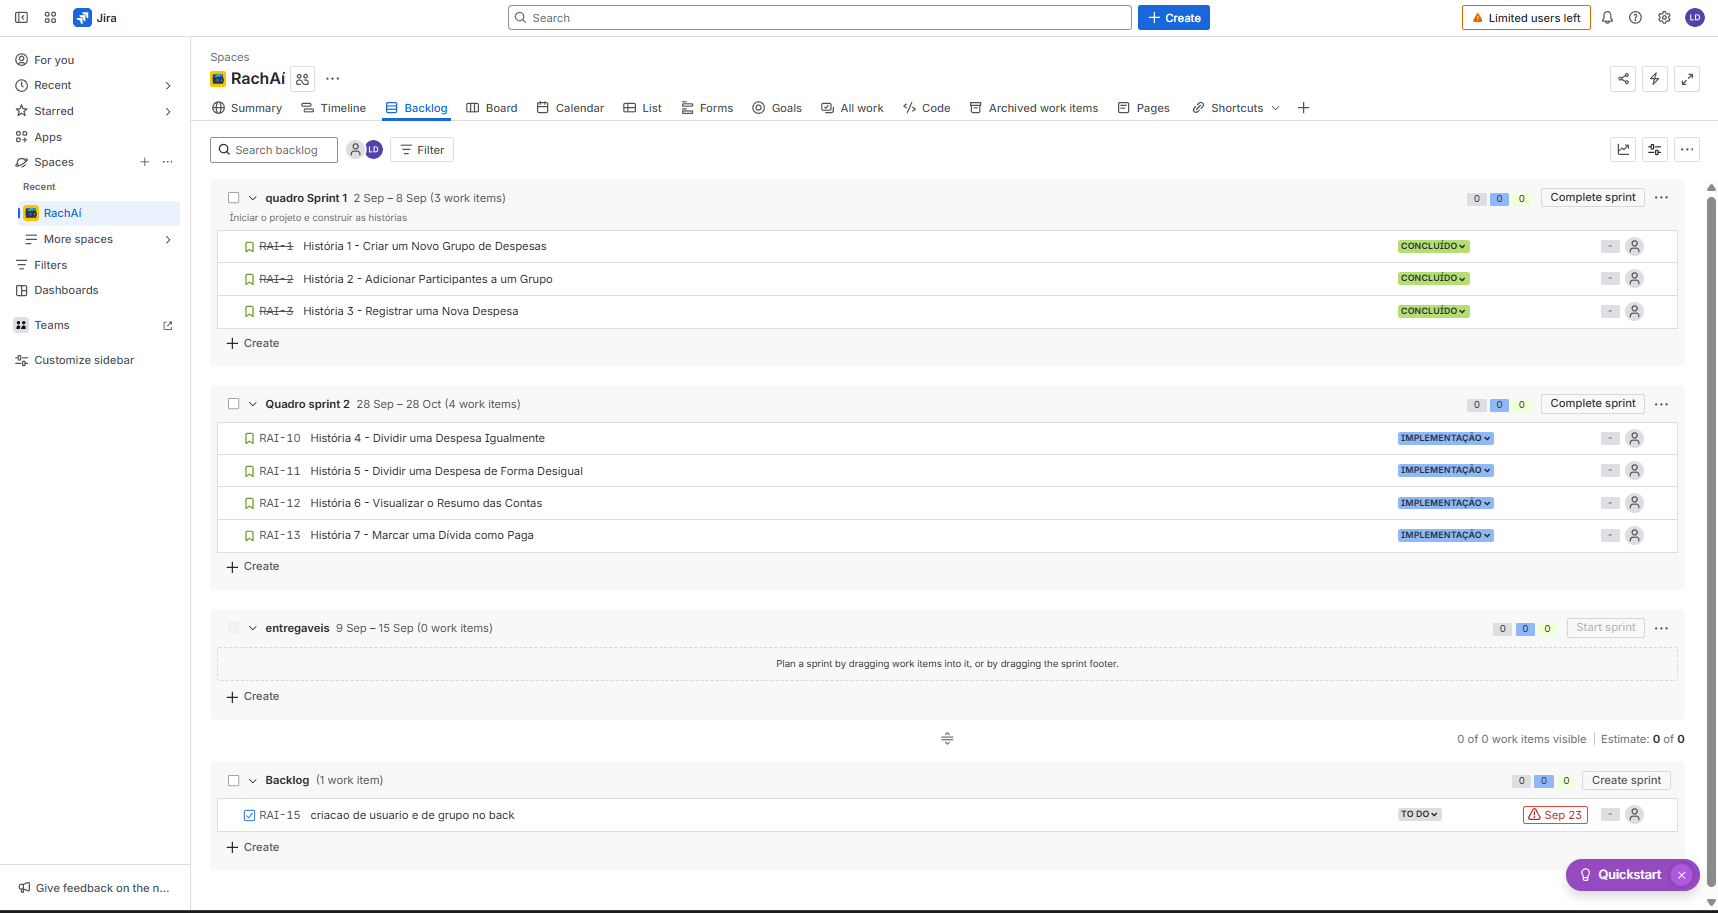 Jira
Search
Create
Limited users left
LD
For you
Recent
Starred
Apps
Spaces
Recent
RachAí
More spaces
Filters
Dashboards
Teams
Customize sidebar
Give feedback on the n...
Spaces
RachAí
Summary Timeline Backlog Board Calendar List Forms Goals All work Code Archived work items Pages Shortcuts
Search backlog LD Filter
quadro Sprint 1 2 Sep – 8 Sep (3 work items) 0 0 0 Complete sprint
Iniciar o projeto e construir as histórias
RAI-1 História 1 - Criar um Novo Grupo de Despesas CONCLUÍDO -
RAI-2 História 2 - Adicionar Participantes a um Grupo CONCLUÍDO -
RAI-3 História 3 - Registrar uma Nova Despesa CONCLUÍDO -
Create
Quadro sprint 2 28 Sep – 28 Oct (4 work items) 0 0 0 Complete sprint
RAI-10 História 4 - Dividir uma Despesa Igualmente IMPLEMENTAÇÃO -
RAI-11 História 5 - Dividir uma Despesa de Forma Desigual IMPLEMENTAÇÃO -
RAI-12 História 6 - Visualizar o Resumo das Contas IMPLEMENTAÇÃO -
RAI-13 História 7 - Marcar uma Dívida como Paga IMPLEMENTAÇÃO -
Create
entregaveis 9 Sep – 15 Sep (0 work items) 0 0 0 Start sprint
Plan a sprint by dragging work items into it, or by dragging the sprint footer.
Create
0 of 0 work items visible Estimate: 0 of 0
Backlog (1 work item) 0 0 0 Create sprint
RAI-15 criacao de usuario e de grupo no back TO DO Sep 23 -
Create
Quickstart